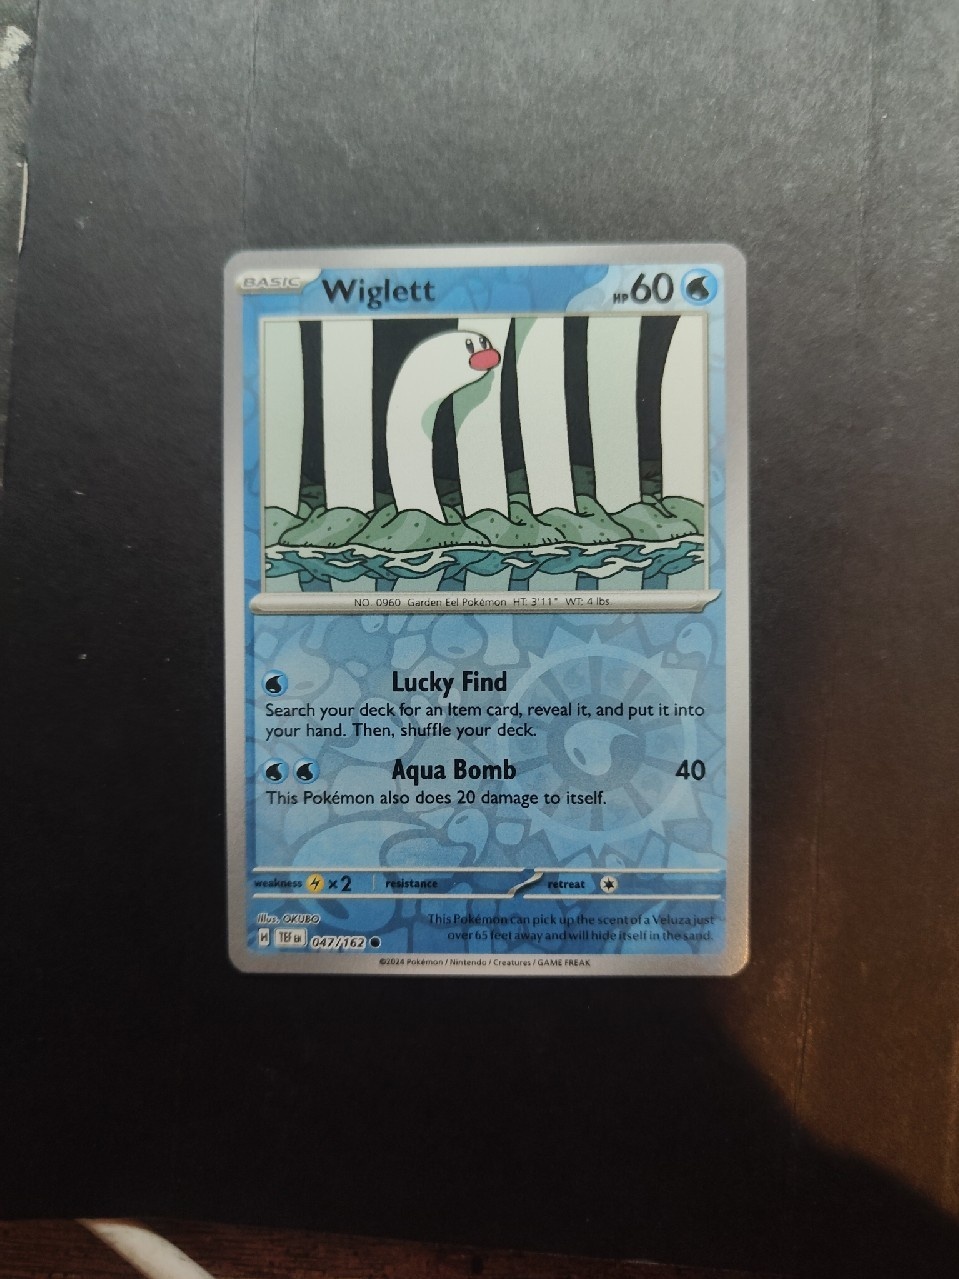 BASIC Wiglett HP 60
NO. 0960 Garden Eel Pokémon HT: 3'11" WT: 4 lbs
Lucky Find
Search your deck for an Item card, reveal it, and put it into
your hand. Then, shuffle your deck.
Aqua Bomb 40
This Pokémon also does 20 damage to itself.
weakness ×2 resistance retreat
Illus. OKUBO
This Pokémon can pick up the scent of a Veluza just
over 65 feet away and will hide itself in the sand.
H TEF EN 047/162
©2024 Pokémon / Nintendo / Creatures / GAME FREAK